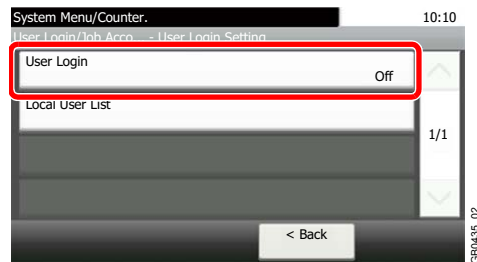 System Menu/Counter.
10:10
User Login/Job Acco... - User Login Setting
User Login
Off
Local User List
1/1
< Back
GB0435_02